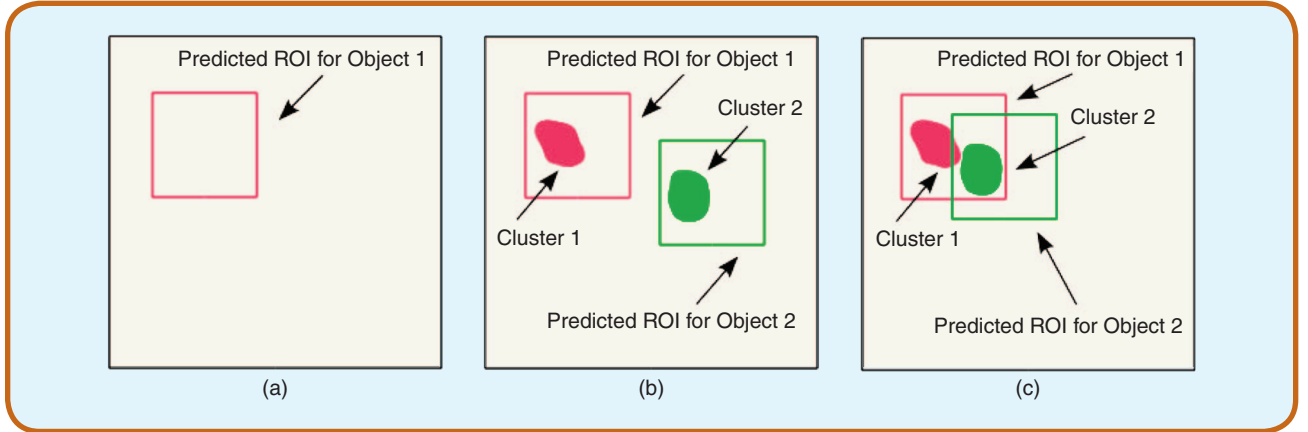 Predicted ROI for Object 1
(a)
Predicted ROI for Object 1
Cluster 2
Cluster 1
Predicted ROI for Object 2
(b)
Predicted ROI for Object 1
Cluster 2
Cluster 1
Predicted ROI for Object 2
(c)